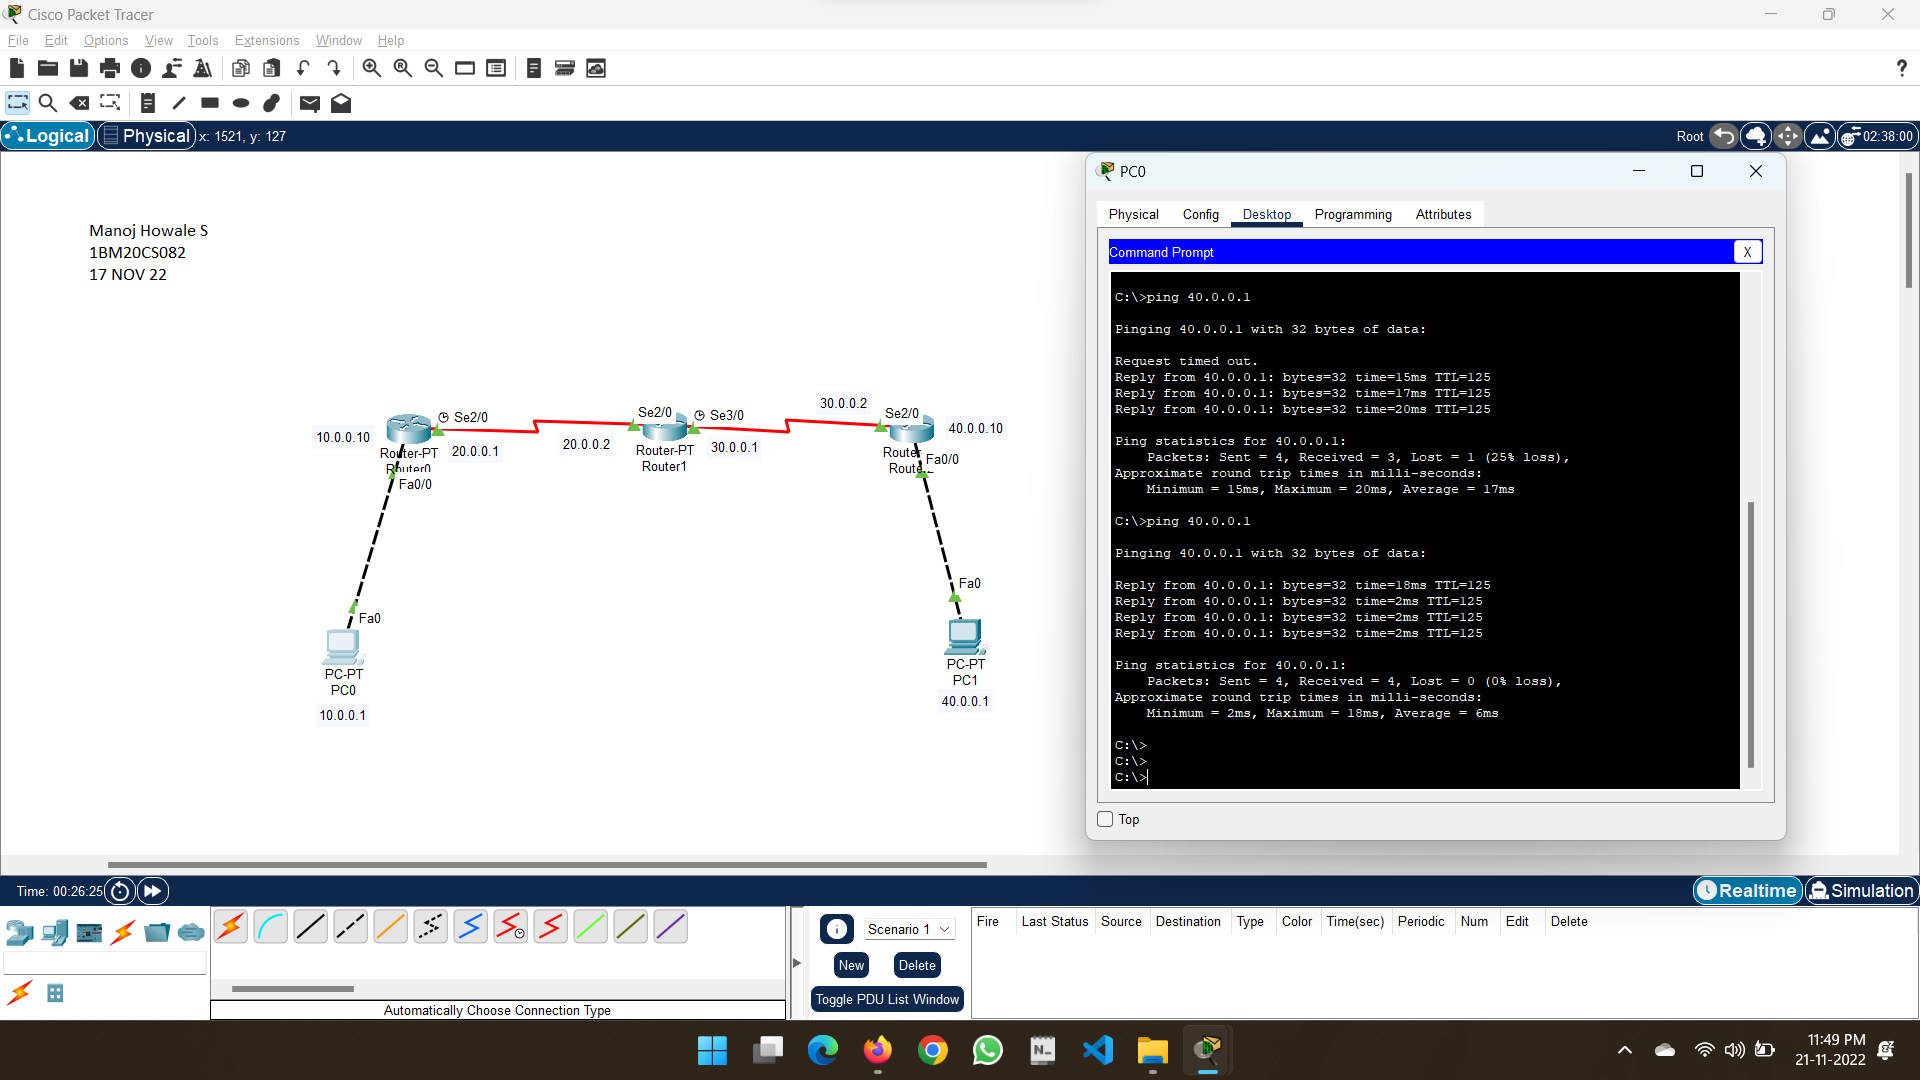 Cisco Packet Tracer
File Edit Options View Tools Extensions Window Help
Logical Physical x: 1521, y: 127
Root 02:38:00
Manoj Howale S
1BM20CS082
17 NOV 22
10.0.0.10
Se2/0
20.0.0.1
Router-PT
Router0
Fa0/0
20.0.0.2
Se2/0
Se3/0
Router-PT
Router1
30.0.0.1
30.0.0.2
Se2/0
40.0.0.10
Router
Fa0/0
Fa0
PC-PT
PC0
10.0.0.1
Fa0
PC-PT
PC1
40.0.0.1
PC0
Physical Config Desktop Programming Attributes
Command Prompt X
C:\>ping 40.0.0.1
Pinging 40.0.0.1 with 32 bytes of data:
Request timed out.
Reply from 40.0.0.1: bytes=32 time=15ms TTL=125
Reply from 40.0.0.1: bytes=32 time=17ms TTL=125
Reply from 40.0.0.1: bytes=32 time=20ms TTL=125
Ping statistics for 40.0.0.1:
Packets: Sent = 4, Received = 3, Lost = 1 (25% loss),
Approximate round trip times in milli-seconds:
Minimum = 15ms, Maximum = 20ms, Average = 17ms
C:\>ping 40.0.0.1
Pinging 40.0.0.1 with 32 bytes of data:
Reply from 40.0.0.1: bytes=32 time=18ms TTL=125
Reply from 40.0.0.1: bytes=32 time=2ms TTL=125
Reply from 40.0.0.1: bytes=32 time=2ms TTL=125
Reply from 40.0.0.1: bytes=32 time=2ms TTL=125
Ping statistics for 40.0.0.1:
Packets: Sent = 4, Received = 4, Lost = 0 (0% loss),
Approximate round trip times in milli-seconds:
Minimum = 2ms, Maximum = 18ms, Average = 6ms
C:\>
C:\>
C:\>
Top
Time: 00:26:25
Realtime Simulation
Scenario 1
New Delete
Toggle PDU List Window
Fire Last Status Source Destination Type Color Time(sec) Periodic Num Edit Delete
Automatically Choose Connection Type
11:49 PM
21-11-2022